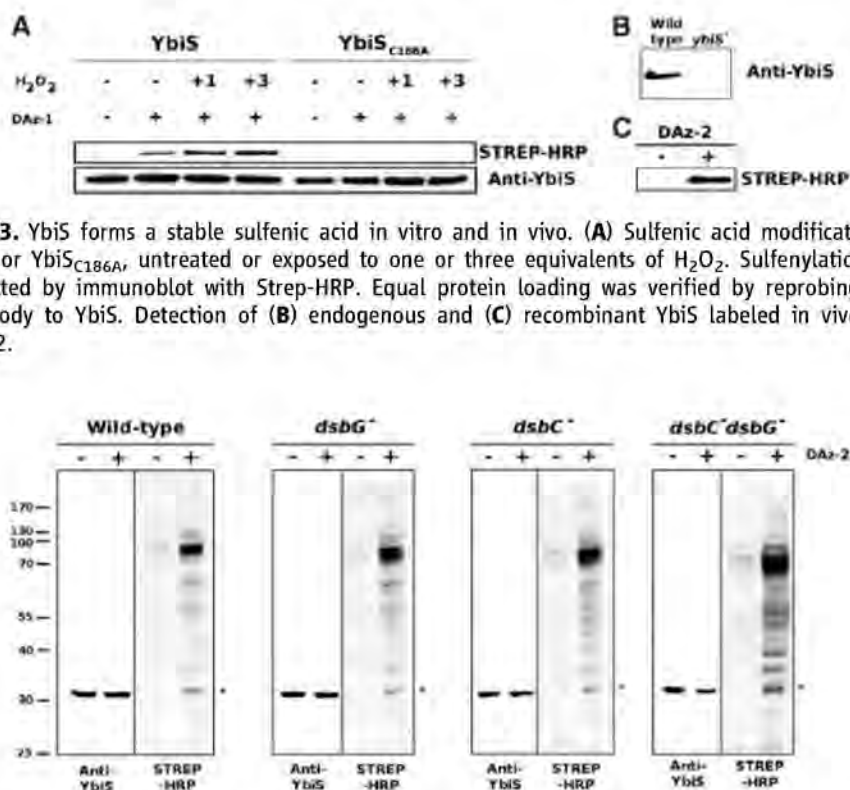 A
YbiS YbiS C186A
H2O2 - - +1 +3 - - +1 +3
DAz-1 - + + + - + + +
STREP-HRP
Anti-YbiS
B
Wild type ybiS-
Anti-YbiS
C
DAz-2
- +
STREP-HRP
3. YbiS forms a stable sulfenic acid in vitro and in vivo. (A) Sulfenic acid modificat
or YbiSC186A, untreated or exposed to one or three equivalents of H2O2. Sulfenylatio
ted by immunoblot with Strep-HRP. Equal protein loading was verified by reprobing
ody to YbiS. Detection of (B) endogenous and (C) recombinant YbiS labeled in vivo
2.
Wild-type dsbG- dsbC- dsbC-dsbG-
- + - + - + - + - + - + - + - + DAz-2
170
130
100
70
55
40
30
25
Anti-YbiS STREP-HRP Anti-YbiS STREP-HRP Anti-YbiS STREP-HRP Anti-YbiS STREP-HRP